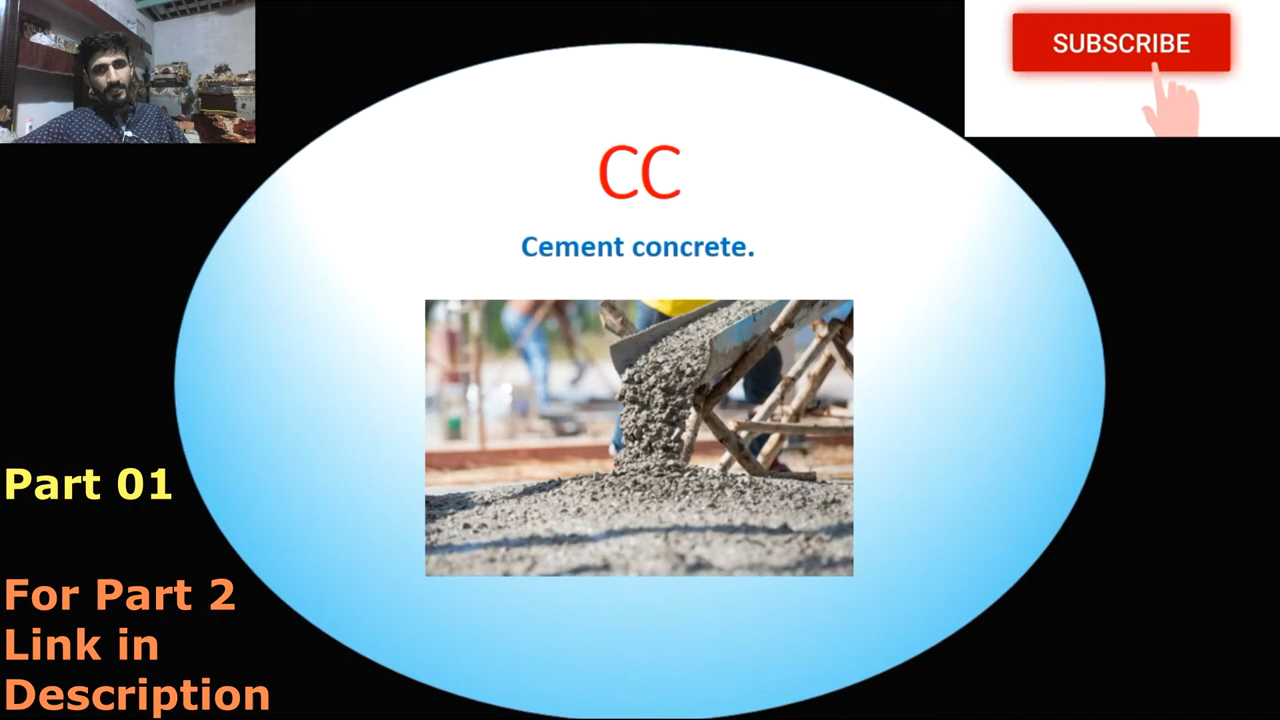 SUBSCRIBE
CC
Cement concrete.
Part 01
For Part 2
Link in
Description